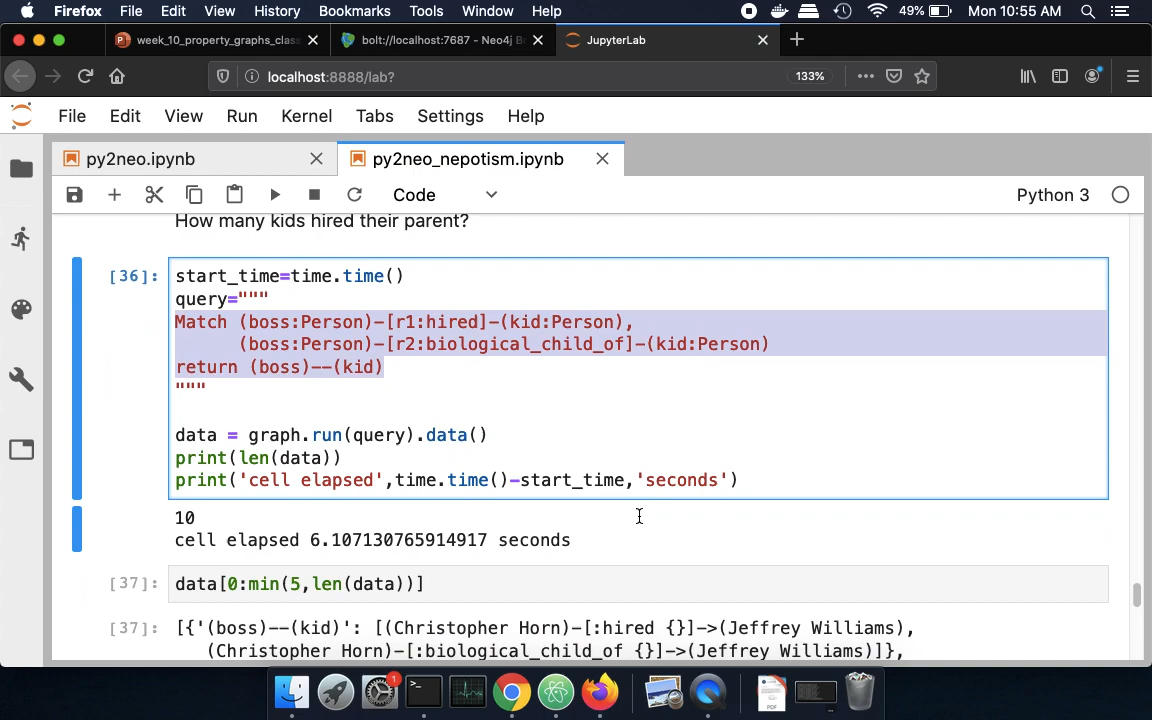 Firefox File Edit View History Bookmarks Tools Window Help 49% Mon 10:55 AM
week_10_property_graphs_clas bolt://localhost:7687 - Neo4j B JupyterLab
localhost:8888/lab? 133%
File Edit View Run Kernel Tabs Settings Help
py2neo.ipynb py2neo_nepotism.ipynb
Code Python 3
How many kids hired their parent?
[36]: start_time=time.time()
query="""
Match (boss:Person)-[r1:hired]-(kid:Person),
(boss:Person)-[r2:biological_child_of]-(kid:Person)
return (boss)--(kid)
"""
data = graph.run(query).data()
print(len(data))
print('cell elapsed',time.time()-start_time,'seconds')
10
cell elapsed 6.107130765914917 seconds
[37]: data[0:min(5,len(data))]
[37]: [{'(boss)--(kid)': [(Christopher Horn)-[:hired {}]->(Jeffrey Williams),
(Christopher Horn)-[:biological_child_of {}]->(Jeffrey Williams)]},
1
PDF